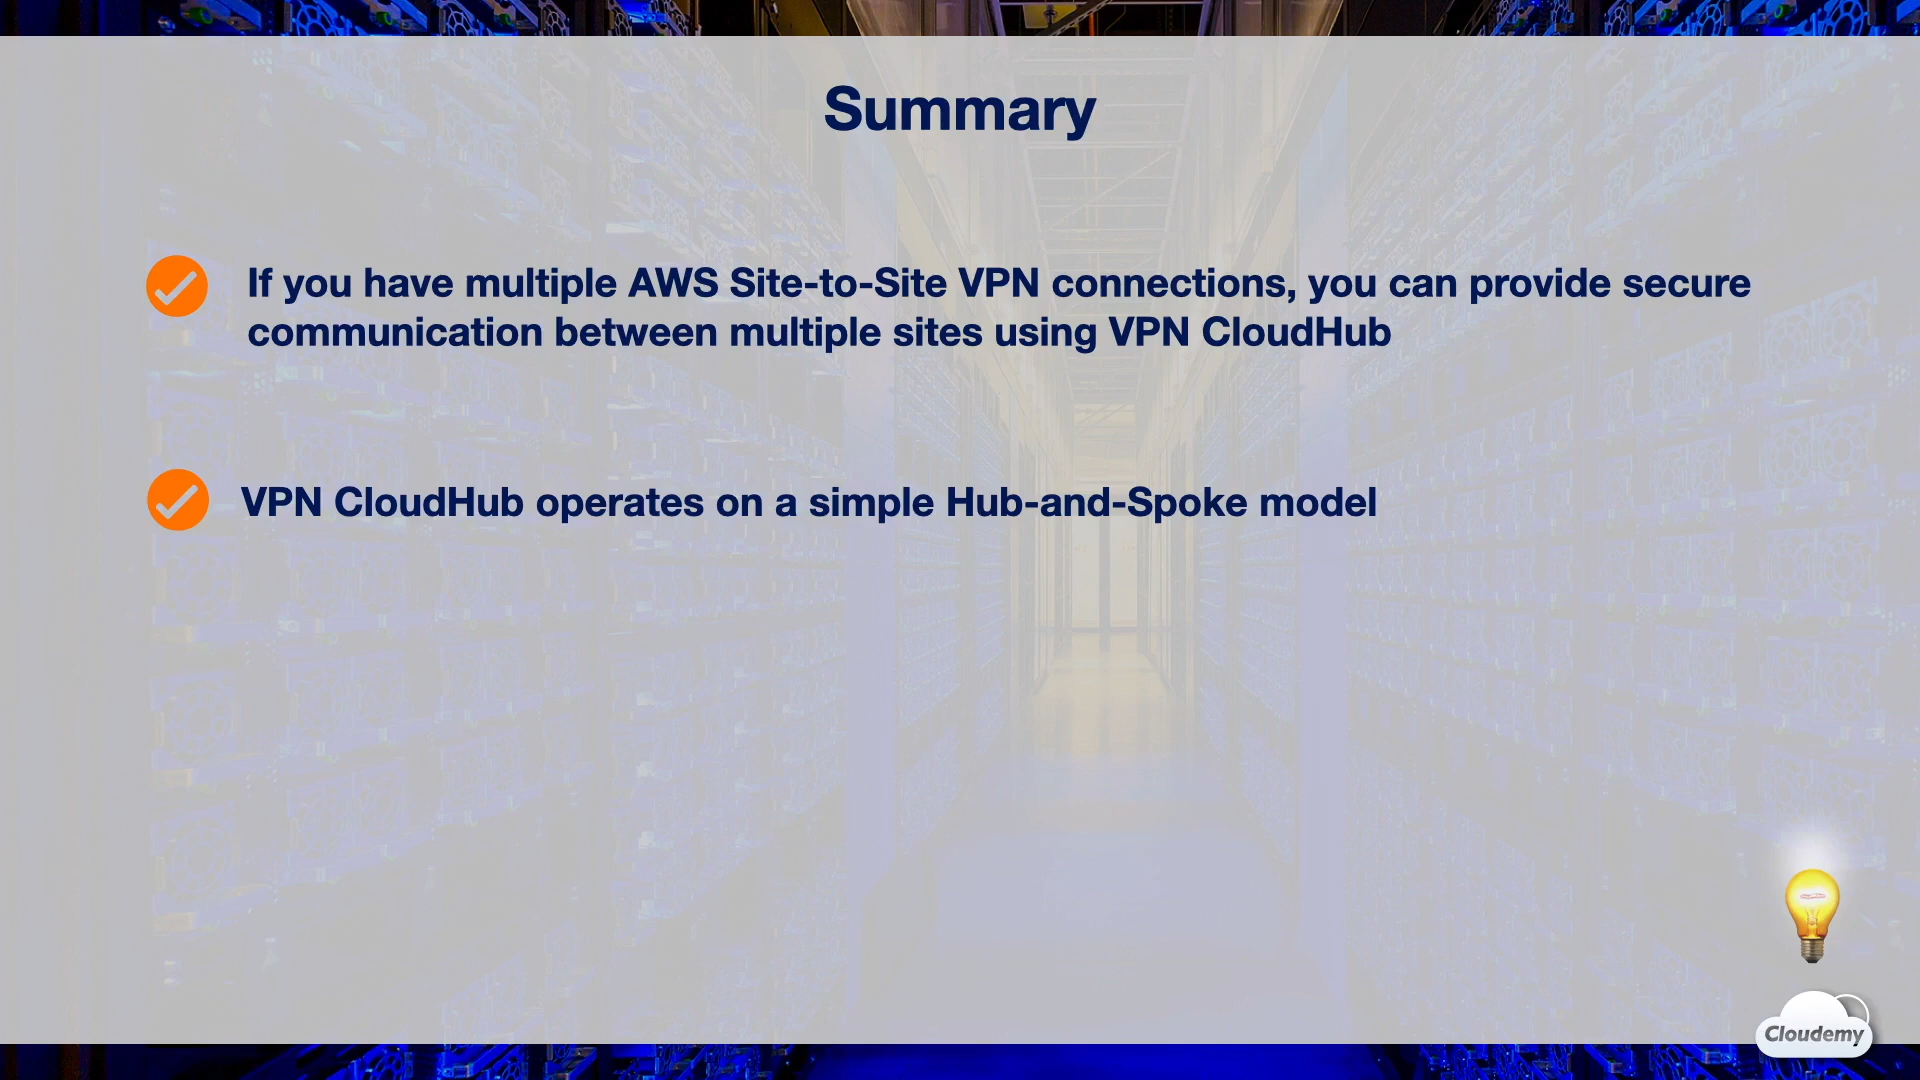 Summary
If you have multiple AWS Site-to-Site VPN connections, you can provide secure
communication between multiple sites using VPN CloudHub
VPN CloudHub operates on a simple Hub-and-Spoke model
Cloudemy